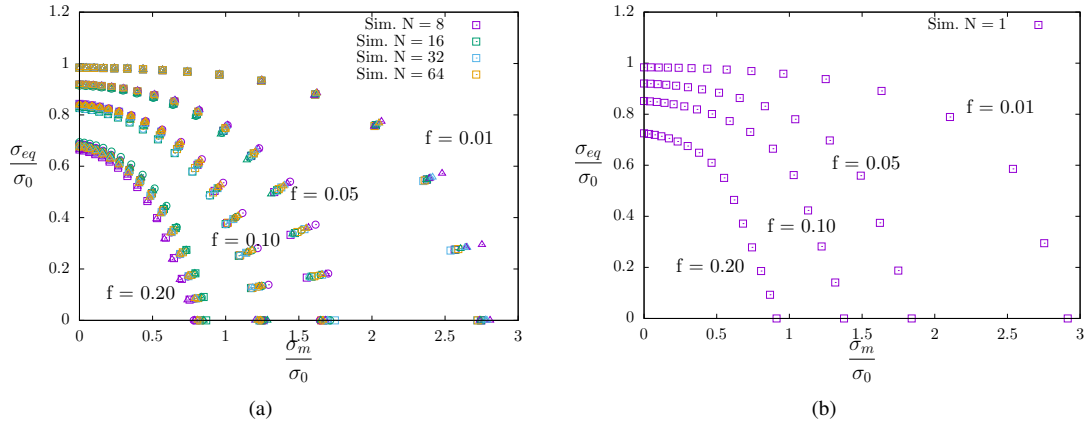 1.2
1
0.8
0.6
0.4
0.2
0
σeq
σ0
Sim. N = 8
Sim. N = 16
Sim. N = 32
Sim. N = 64
f = 0.01
f = 0.05
f = 0.10
f = 0.20
0 0.5 1 1.5 2 2.5 3
σm
σ0
(a)
1.2
1
0.8
0.6
0.4
0.2
0
σeq
σ0
Sim. N = 1
f = 0.01
f = 0.05
f = 0.10
f = 0.20
0 0.5 1 1.5 2 2.5 3
σm
σ0
(b)